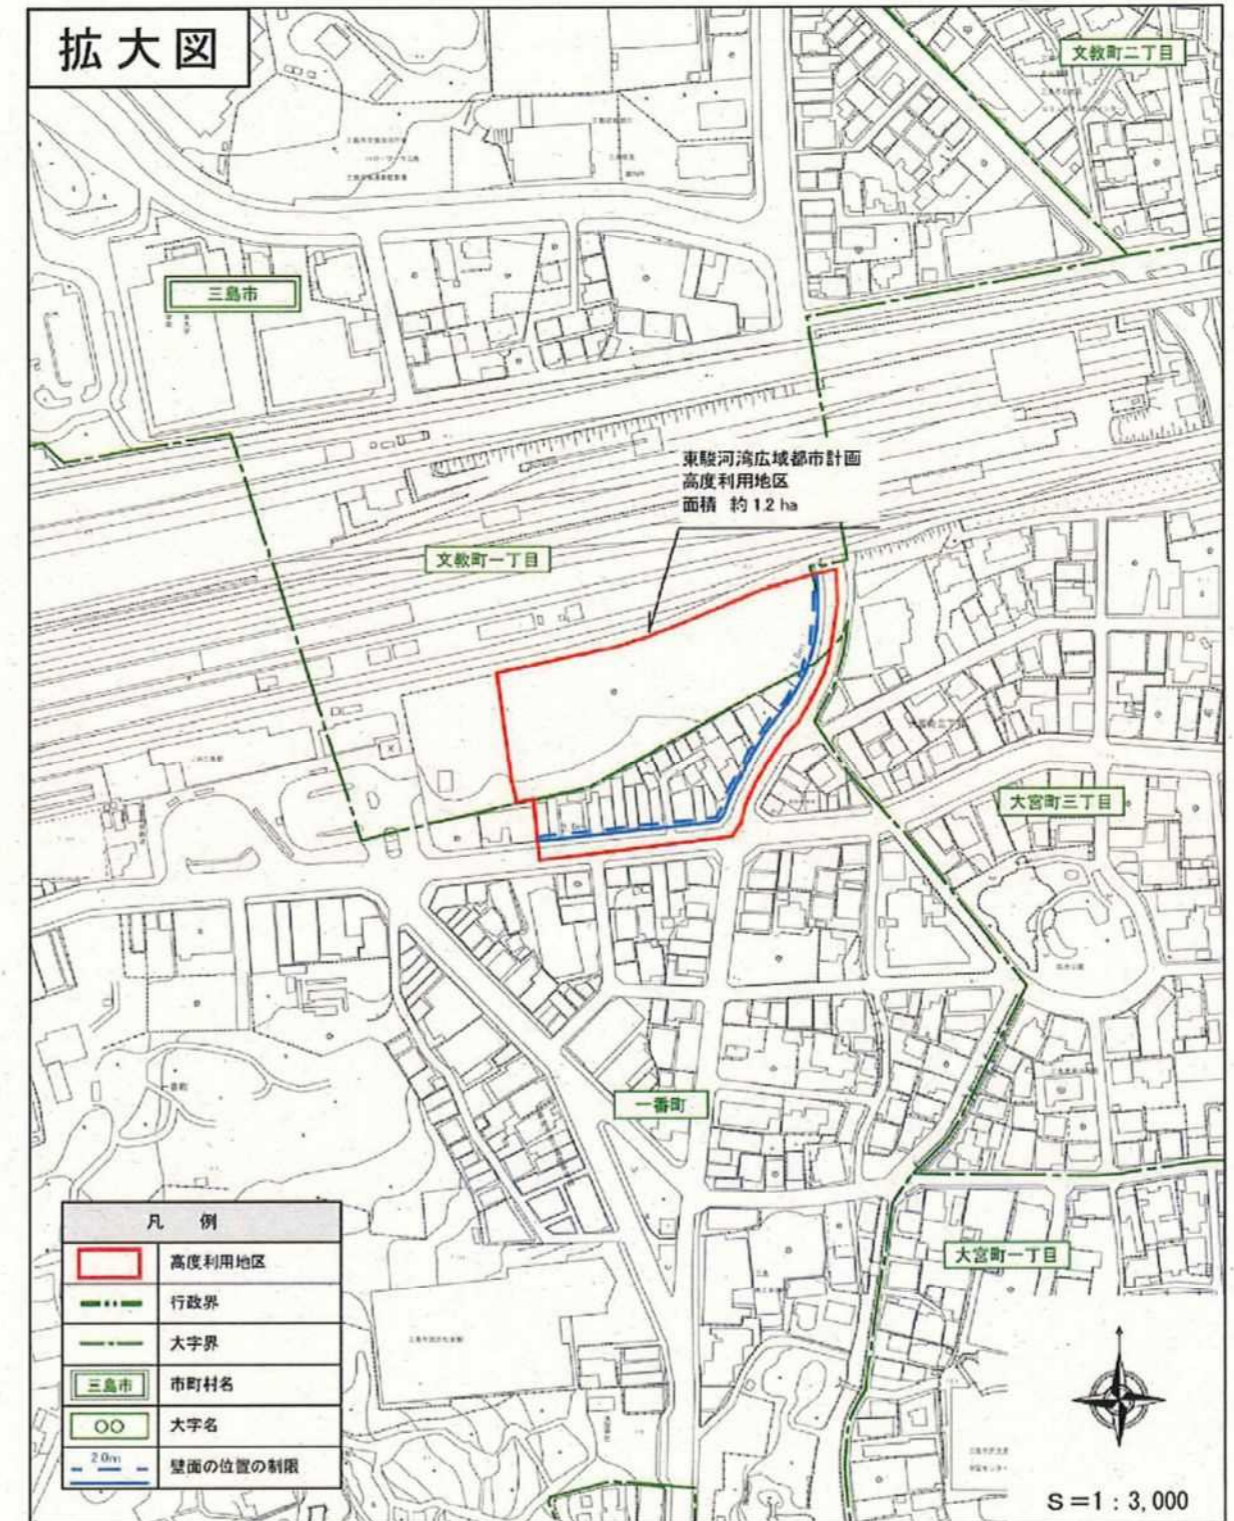 拡大図
文教町二丁目
三島市
東駿河湾広域都市計画
高度利用地区
面積 約1.2 ha
文教町一丁目
大宮町三丁目
一番町
大宮町一丁目
凡 例
高度利用地区
行政界
大字界
三島市 市町村名
○○ 大字名
2.0m 壁面の位置の制限
S=1:3,000